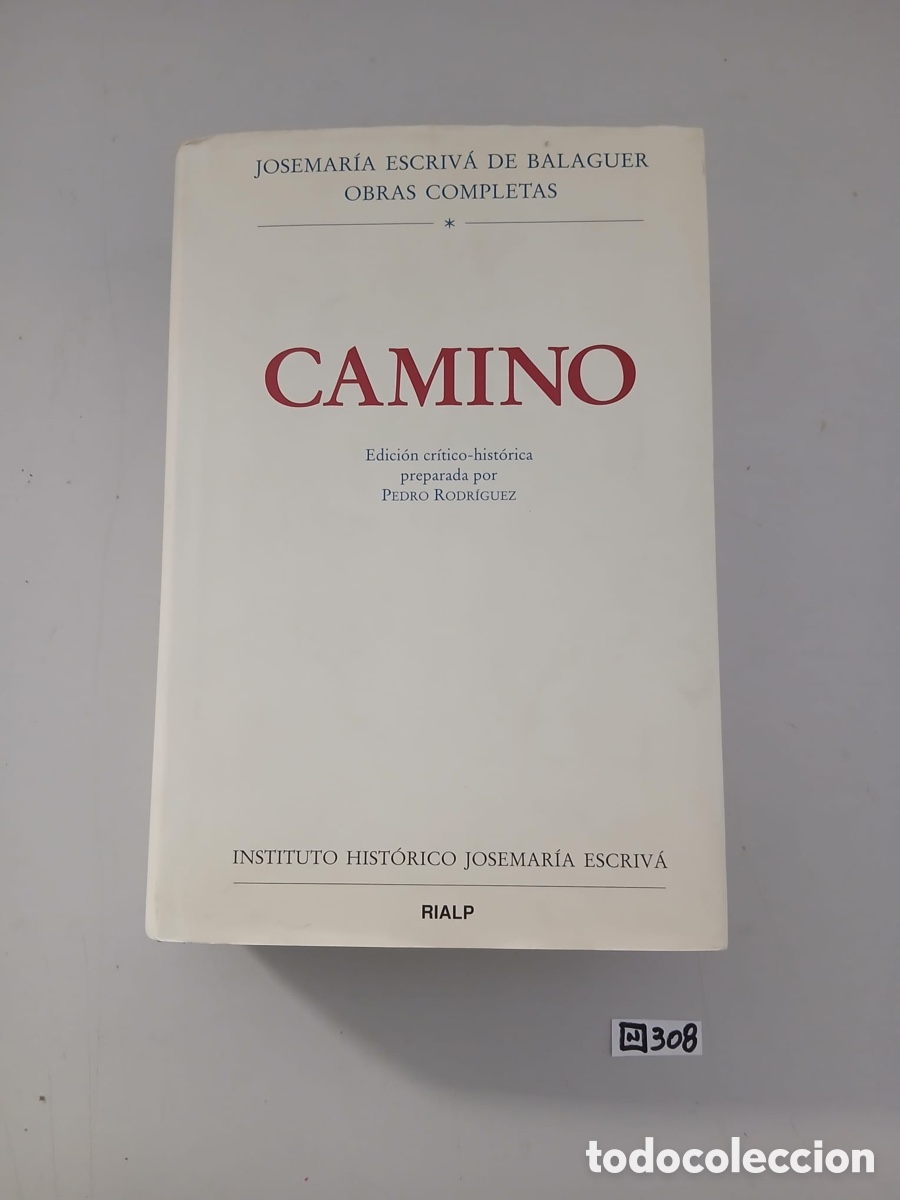 JOSEMARÍA ESCRIVÁ DE BALAGUER
OBRAS COMPLETAS
*
CAMINO
Edición crítico-histórica
preparada por
PEDRO RODRÍGUEZ
INSTITUTO HISTÓRICO JOSEMARÍA ESCRIVÁ
RIALP
N 308
todocoleccion